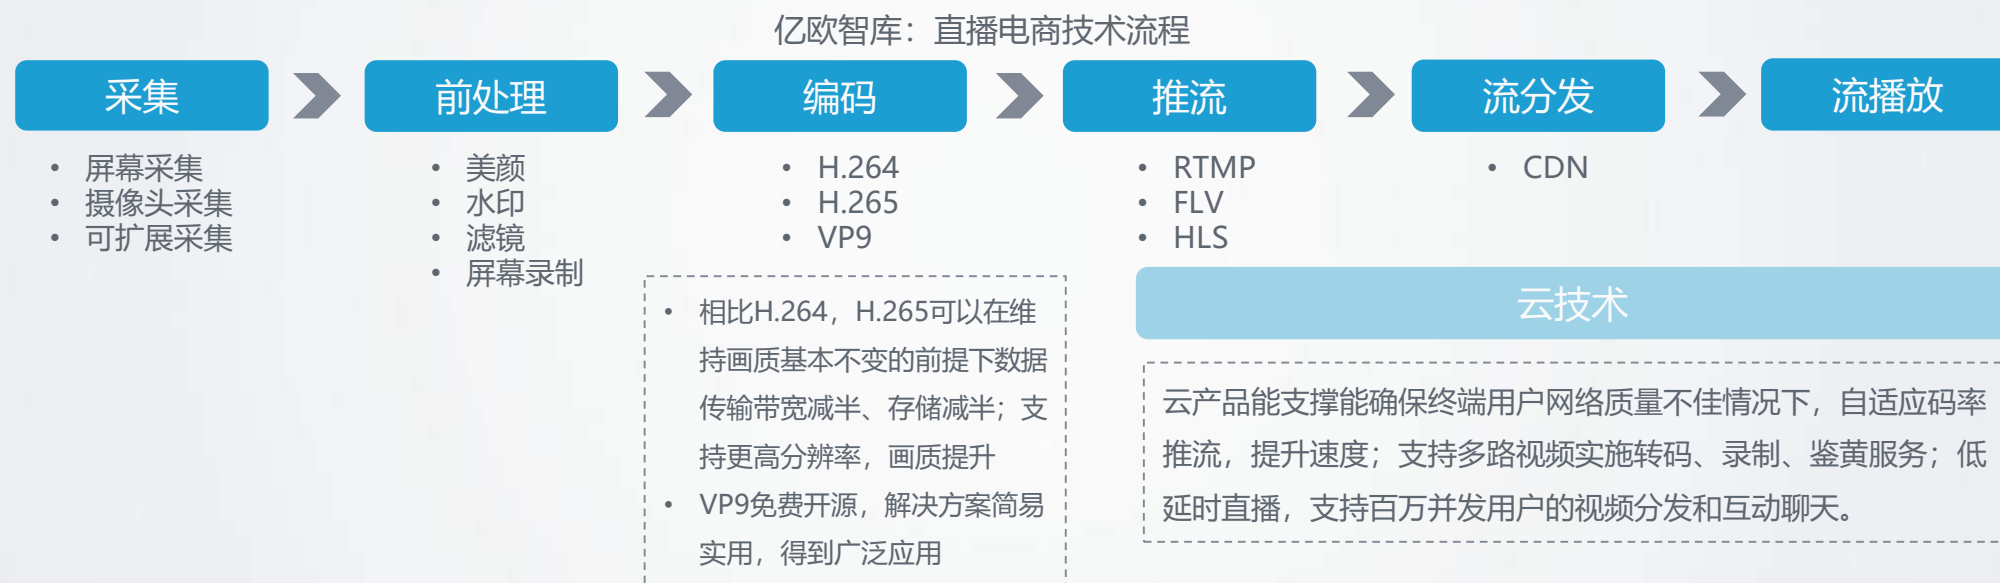 亿欧智库：直播电商技术流程
采集
前处理
编码
推流
流分发
流播放
• 屏幕采集
• 摄像头采集
• 可扩展采集
• 美颜
• 水印
• 滤镜
• 屏幕录制
• H.264
• H.265
• VP9
• RTMP
• FLV
• HLS
• CDN
• 相比H.264，H.265可以在维
持画质基本不变的前提下数据
传输带宽减半、存储减半；支
持更高分辨率，画质提升
• VP9免费开源，解决方案简易
实用，得到广泛应用
云技术
云产品能支撑能确保终端用户网络质量不佳情况下，自适应码率
推流，提升速度；支持多路视频实施转码、录制、鉴黄服务；低
延时直播，支持百万并发用户的视频分发和互动聊天。